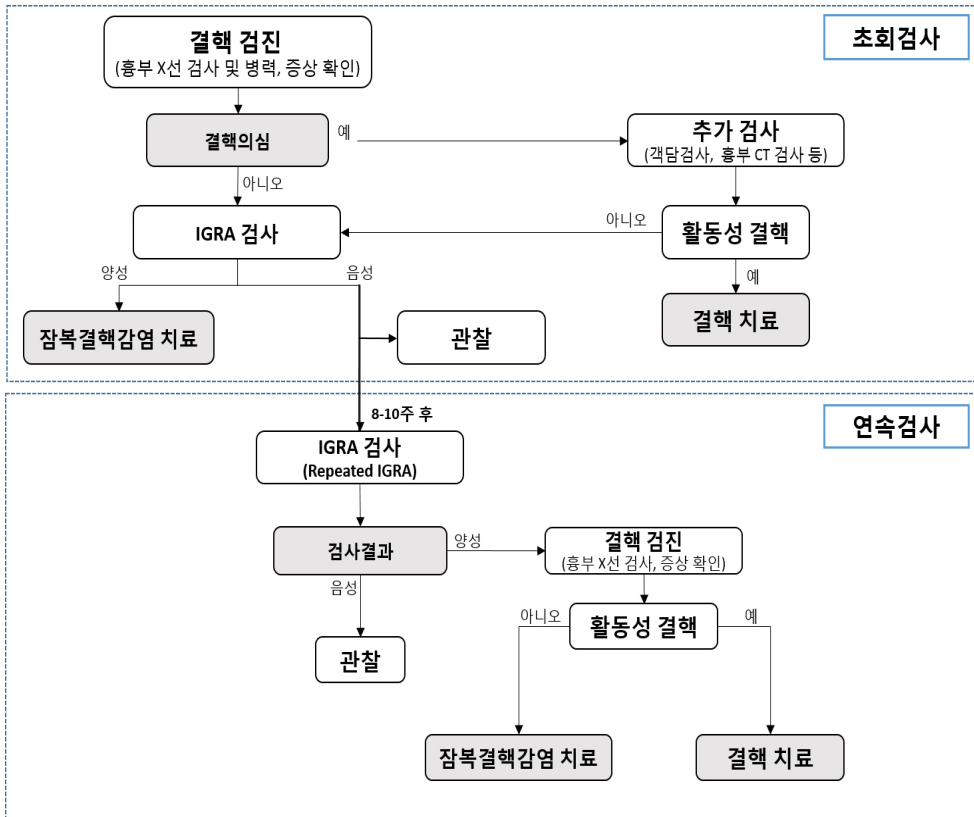 초회검사
결핵 검진
(흉부 X선 검사 및 병력, 증상 확인)
결핵의심
예
추가 검사
(객담검사, 흉부 CT 검사 등)
아니오
IGRA 검사
아니오
활동성 결핵
양성
음성
예
잠복결핵감염 치료
관찰
결핵 치료
연속검사
8-10주 후
IGRA 검사
(Repeated IGRA)
검사결과
양성
결핵 검진
(흉부 X선 검사, 증상 확인)
음성
아니오
활동성 결핵
예
관찰
잠복결핵감염 치료
결핵 치료